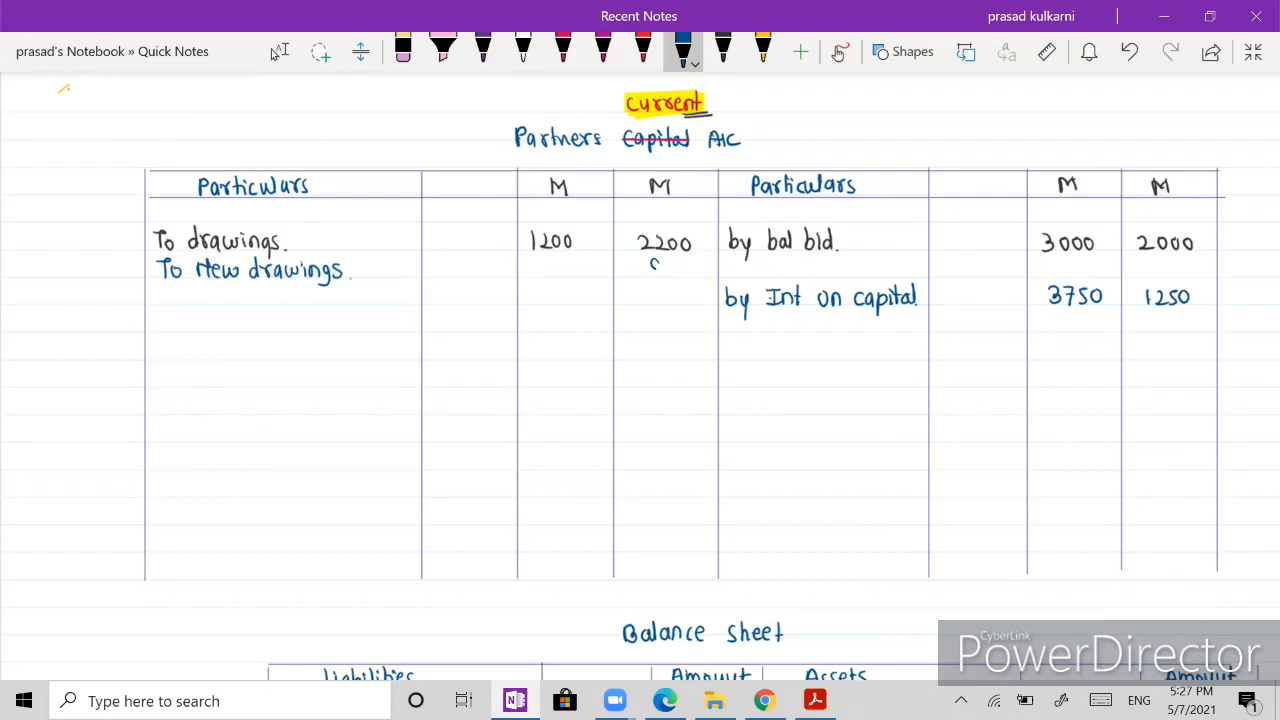 Recent Notes
prasad kulkarni
prasad's Notebook » Quick Notes
Shapes
Current
Partners Capital A/C
Particulars M M Particulars M M
To drawings. 1200 2200 by bal b/d. 3000 2000
To New drawings.
by Int on capital 3750 1250
Balance Sheet
Liabilities Amount Assets Amount
CyberLink
PowerDirector
Type here to search
ENG
5:27 PM
5/7/2021
1